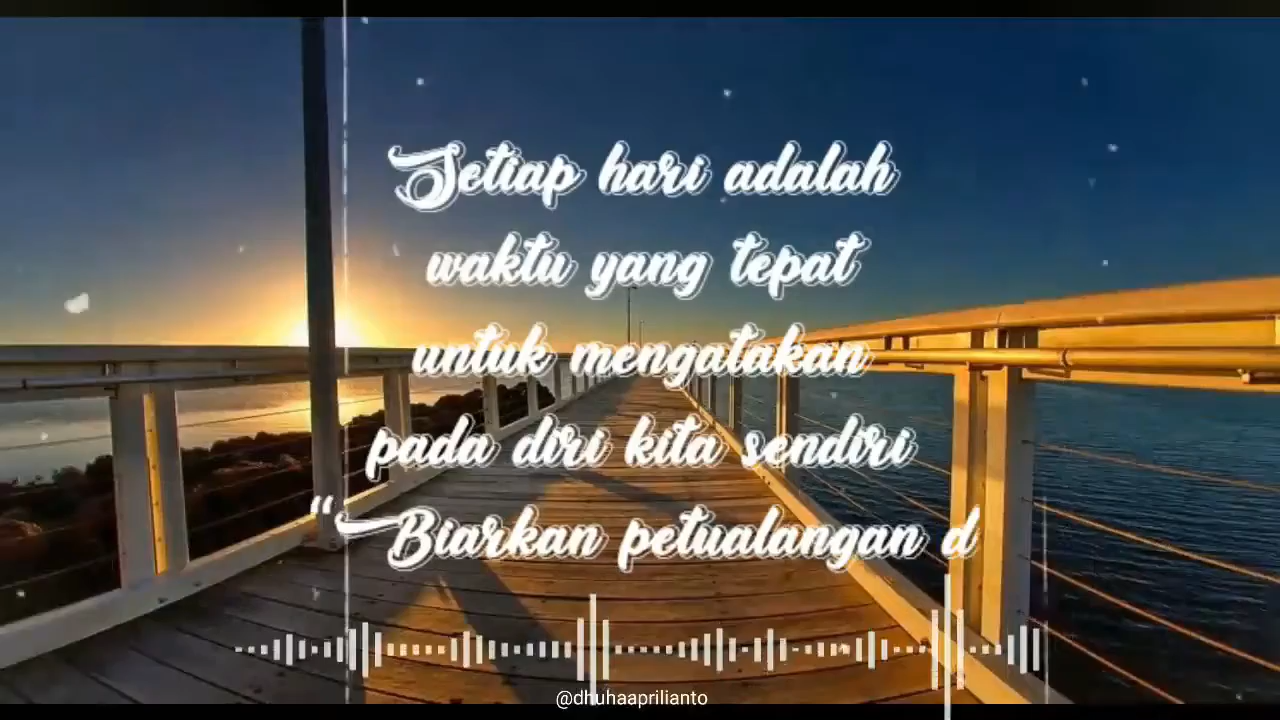 Setiap hari adalah
waktu yang tepat
untuk mengatakan
pada diri kita sendiri
"Biarkan petualangan d
@dhuhaaprilianto